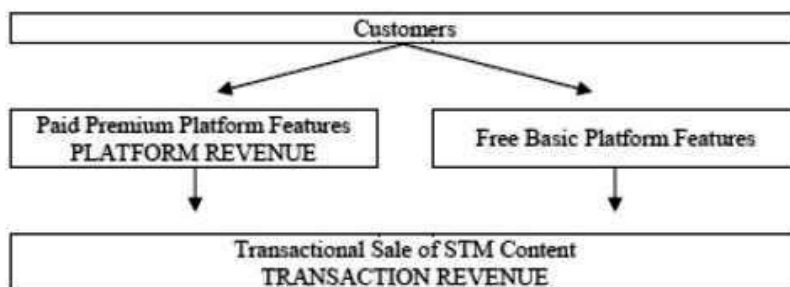 Customers
Paid Premium Platform Features
PLATFORM REVENUE
Free Basic Platform Features
Transactional Sale of STM Content
TRANSACTION REVENUE